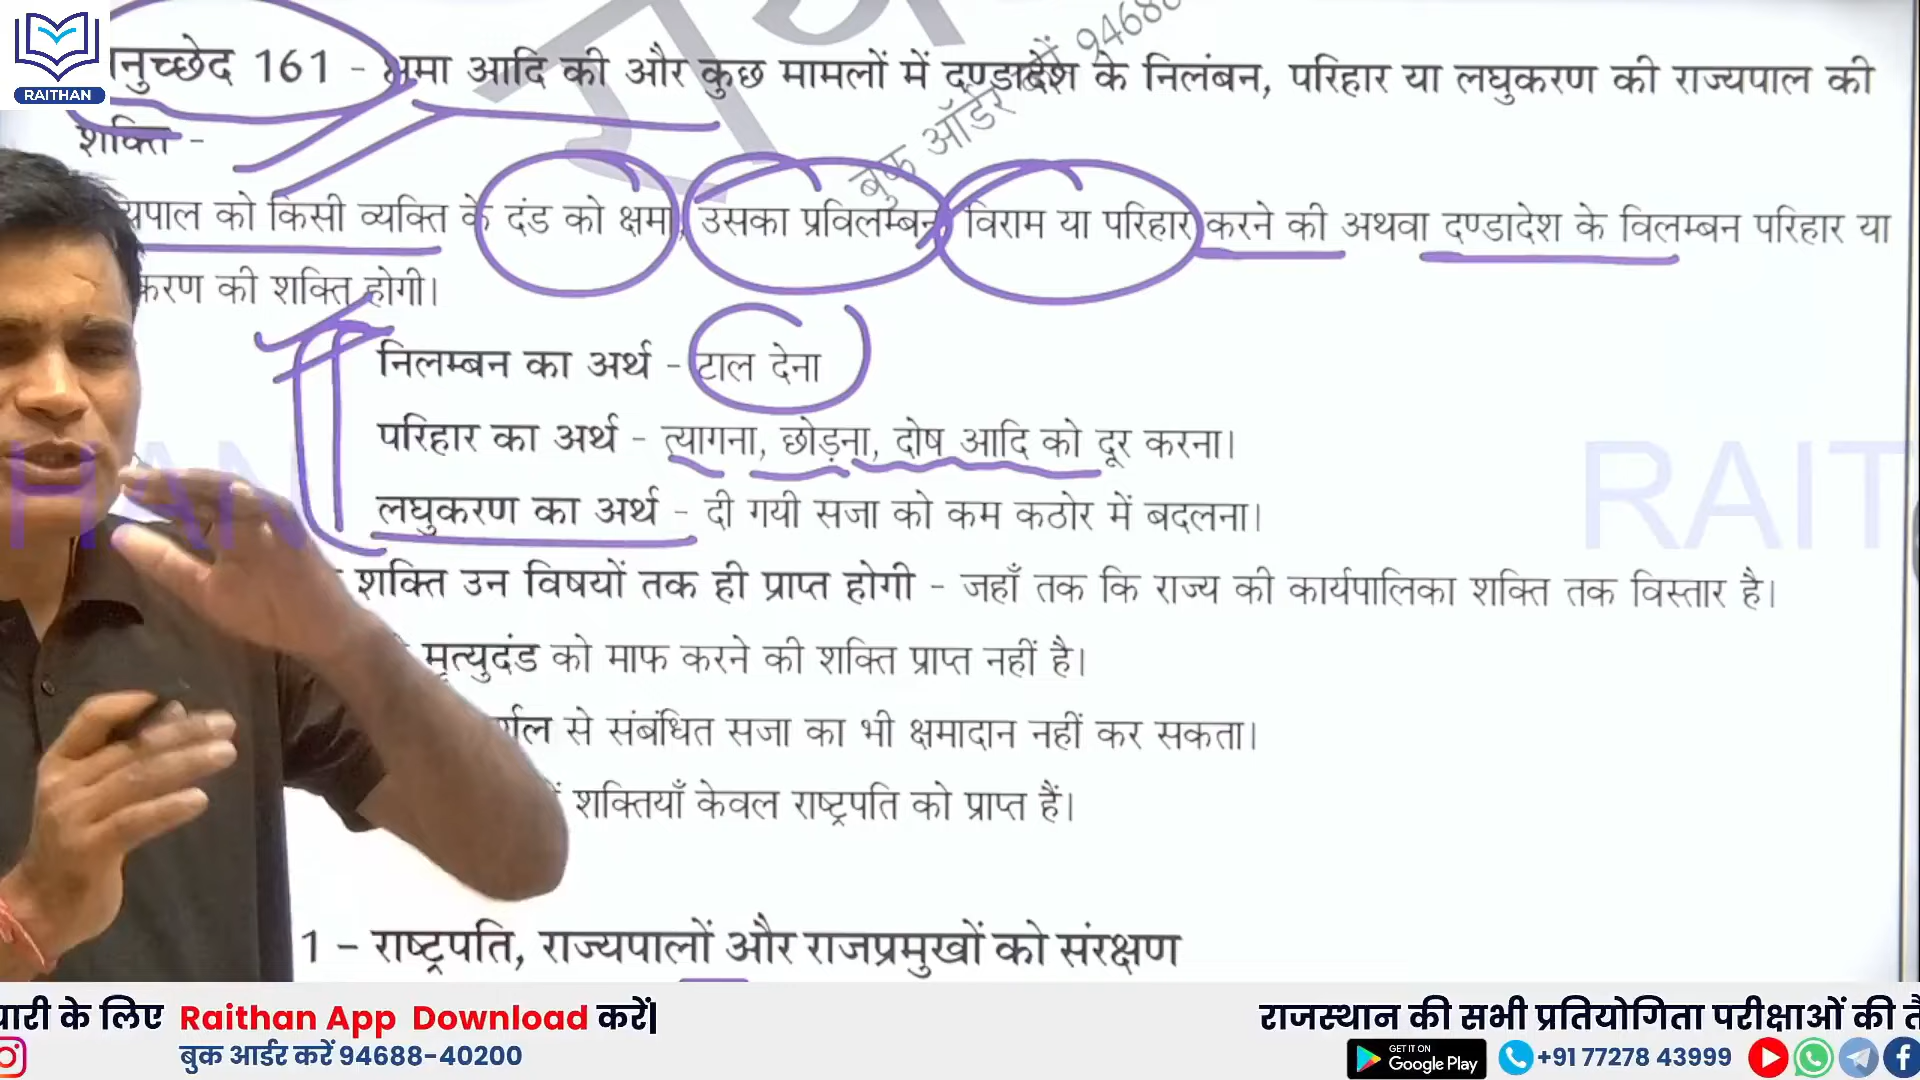 RAITHAN
नुच्छेद 161 - क्षमा आदि की और कुछ मामलों में दण्डादेश के निलंबन, परिहार या लघुकरण की राज्यपाल की
शक्ति -
यपाल को किसी व्यक्ति के दंड को क्षमा, उसका प्रविलम्बन, विराम या परिहार करने की अथवा दण्डादेश के विलम्बन परिहार या
करण की शक्ति होगी।
बुक ऑर्डर
निलम्बन का अर्थ - टाल देना
परिहार का अर्थ - त्यागना, छोड़ना, दोष आदि को दूर करना।
HAN
RAIT
लघुकरण का अर्थ - दी गयी सजा को कम कठोर में बदलना।
शक्ति उन विषयों तक ही प्राप्त होगी - जहाँ तक कि राज्य की कार्यपालिका शक्ति तक विस्तार है।
मृत्युदंड को माफ करने की शक्ति प्राप्त नहीं है।
र्शल से संबंधित सजा का भी क्षमादान नहीं कर सकता।
शक्तियाँ केवल राष्ट्रपति को प्राप्त हैं।
1 – राष्ट्रपति, राज्यपालों और राजप्रमुखों को संरक्षण
यारी के लिए Raithan App Download करें|
राजस्थान की सभी प्रतियोगिता परीक्षाओं की तै
बुक आर्डर करें 94688-40200
GET IT ON
Google Play
+91 77278 43999